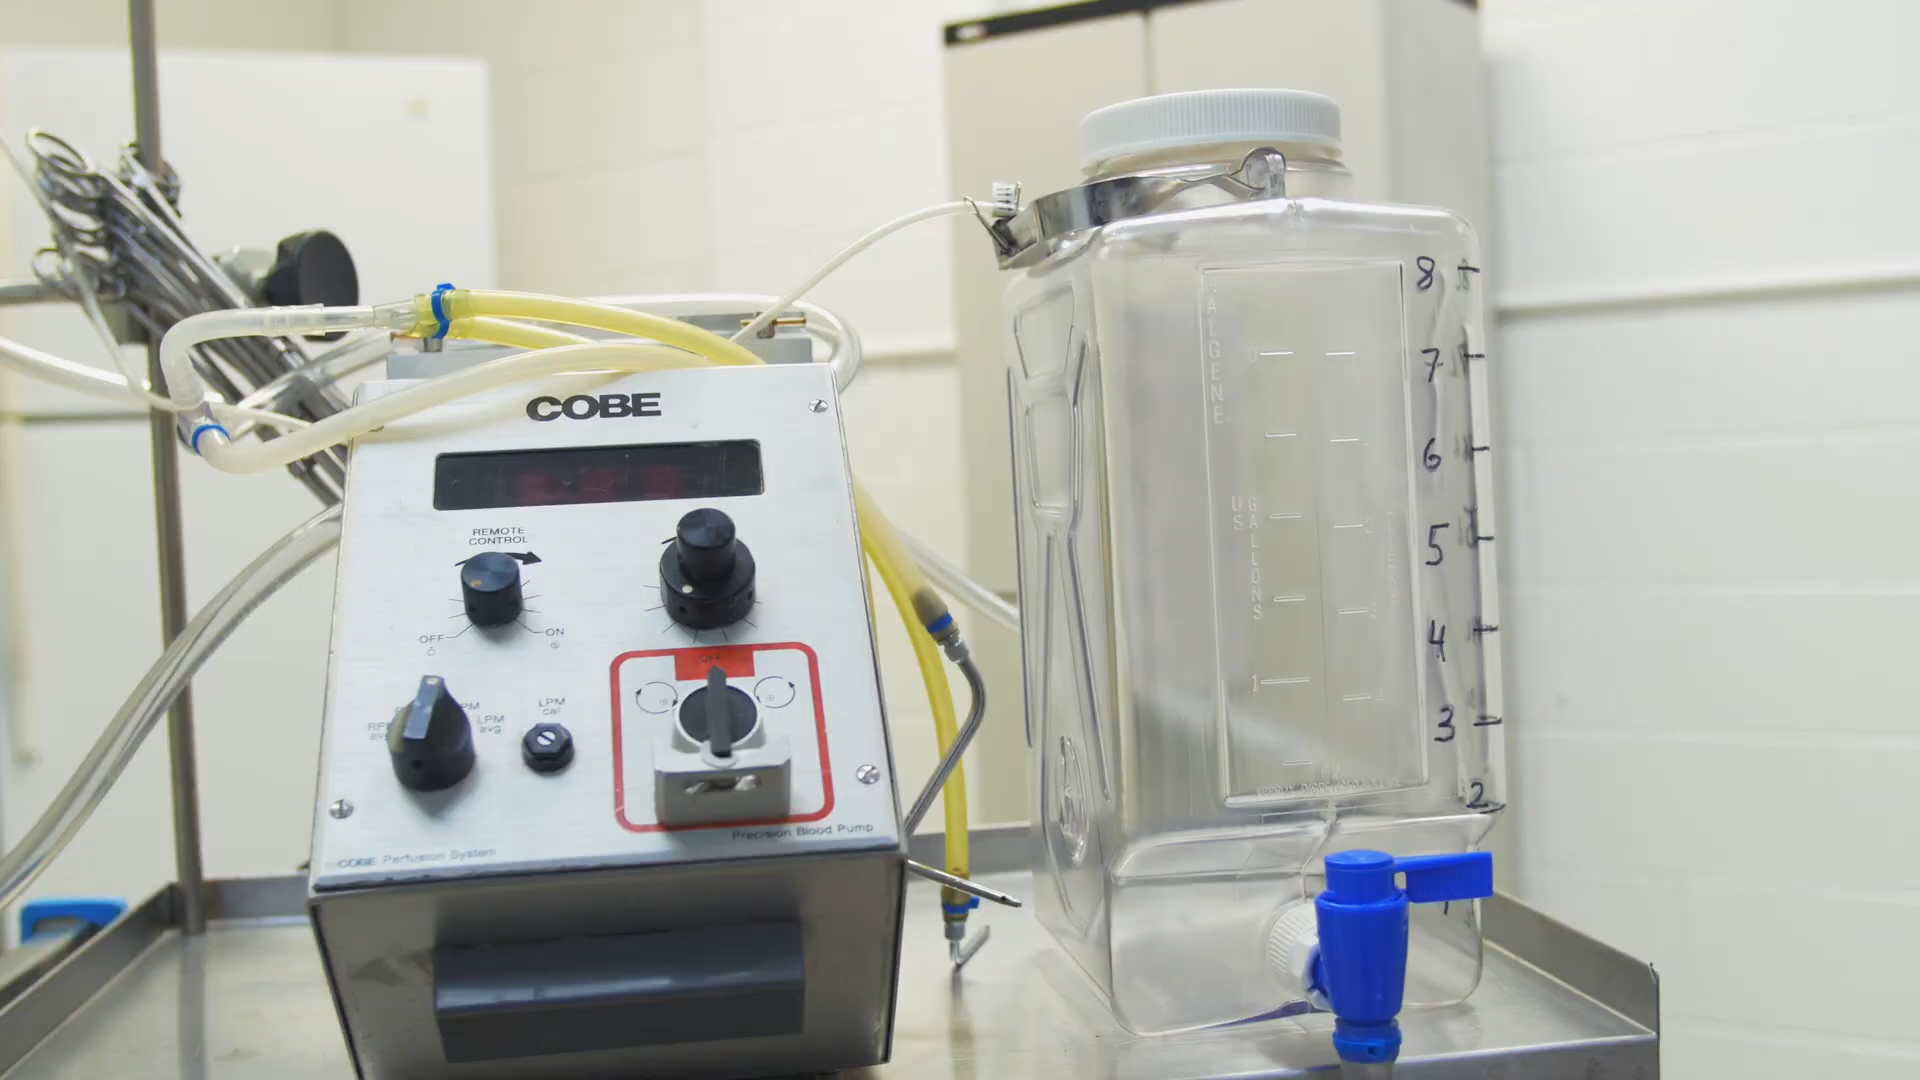 COBE
REMOTE
CONTROL
OFF
ON
LPM
cal
LPM
avg
OFF
COBE Perfusion System
Precision Blood Pump
NALGENE
US
GALLONS
1
8
7
6
5
4
3
2
1